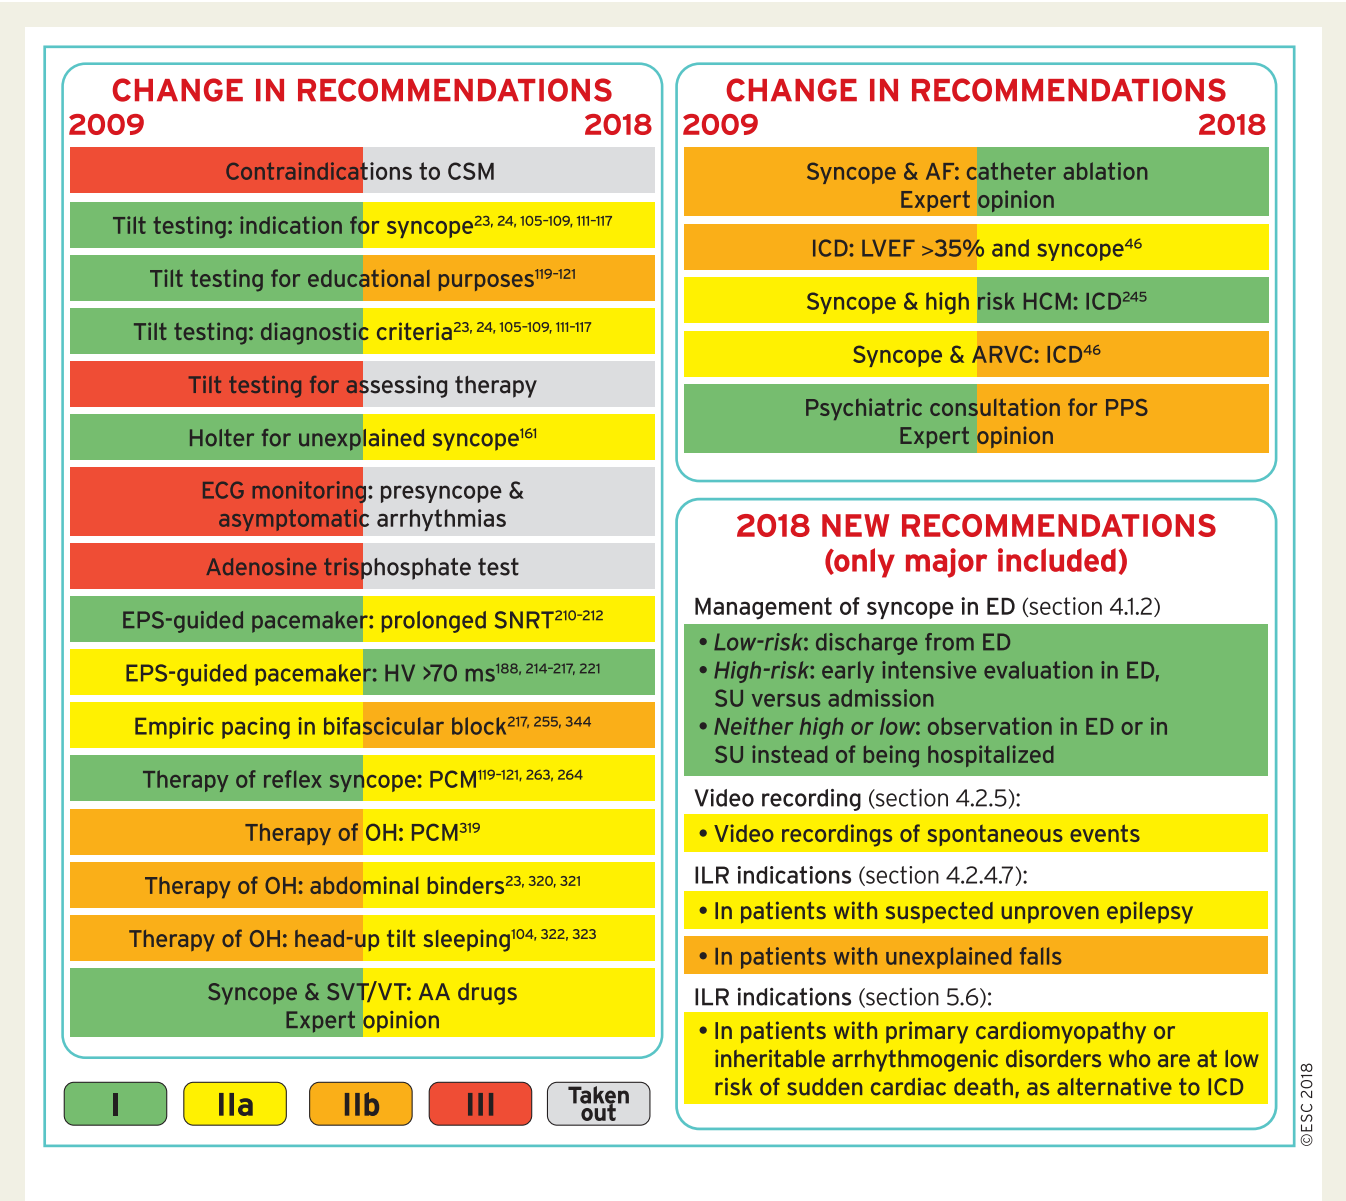 CHANGE IN RECOMMENDATIONS
2009 2018
Contraindications to CSM
Tilt testing: indication for syncope23, 24, 105–109, 111–117
Tilt testing for educational purposes119–121
Tilt testing: diagnostic criteria23, 24, 105–109, 111–117
Tilt testing for assessing therapy
Holter for unexplained syncope161
ECG monitoring: presyncope &
asymptomatic arrhythmias
Adenosine trisphosphate test
EPS-guided pacemaker: prolonged SNRT210–212
EPS-guided pacemaker: HV >70 ms188, 214–217, 221
Empiric pacing in bifascicular block217, 255, 344
Therapy of reflex syncope: PCM119–121, 263, 264
Therapy of OH: PCM319
Therapy of OH: abdominal binders23, 320, 321
Therapy of OH: head-up tilt sleeping104, 322, 323
Syncope & SVT/VT: AA drugs
Expert opinion
I
IIa
IIb
III
Taken
out
CHANGE IN RECOMMENDATIONS
2009 2018
Syncope & AF: catheter ablation
Expert opinion
ICD: LVEF >35% and syncope46
Syncope & high risk HCM: ICD245
Syncope & ARVC: ICD46
Psychiatric consultation for PPS
Expert opinion
2018 NEW RECOMMENDATIONS
(only major included)
Management of syncope in ED (section 4.1.2)
• Low-risk: discharge from ED
• High-risk: early intensive evaluation in ED,
SU versus admission
• Neither high or low: observation in ED or in
SU instead of being hospitalized
Video recording (section 4.2.5):
• Video recordings of spontaneous events
ILR indications (section 4.2.4.7):
• In patients with suspected unproven epilepsy
• In patients with unexplained falls
ILR indications (section 5.6):
• In patients with primary cardiomyopathy or
inheritable arrhythmogenic disorders who are at low
risk of sudden cardiac death, as alternative to ICD
©ESC 2018